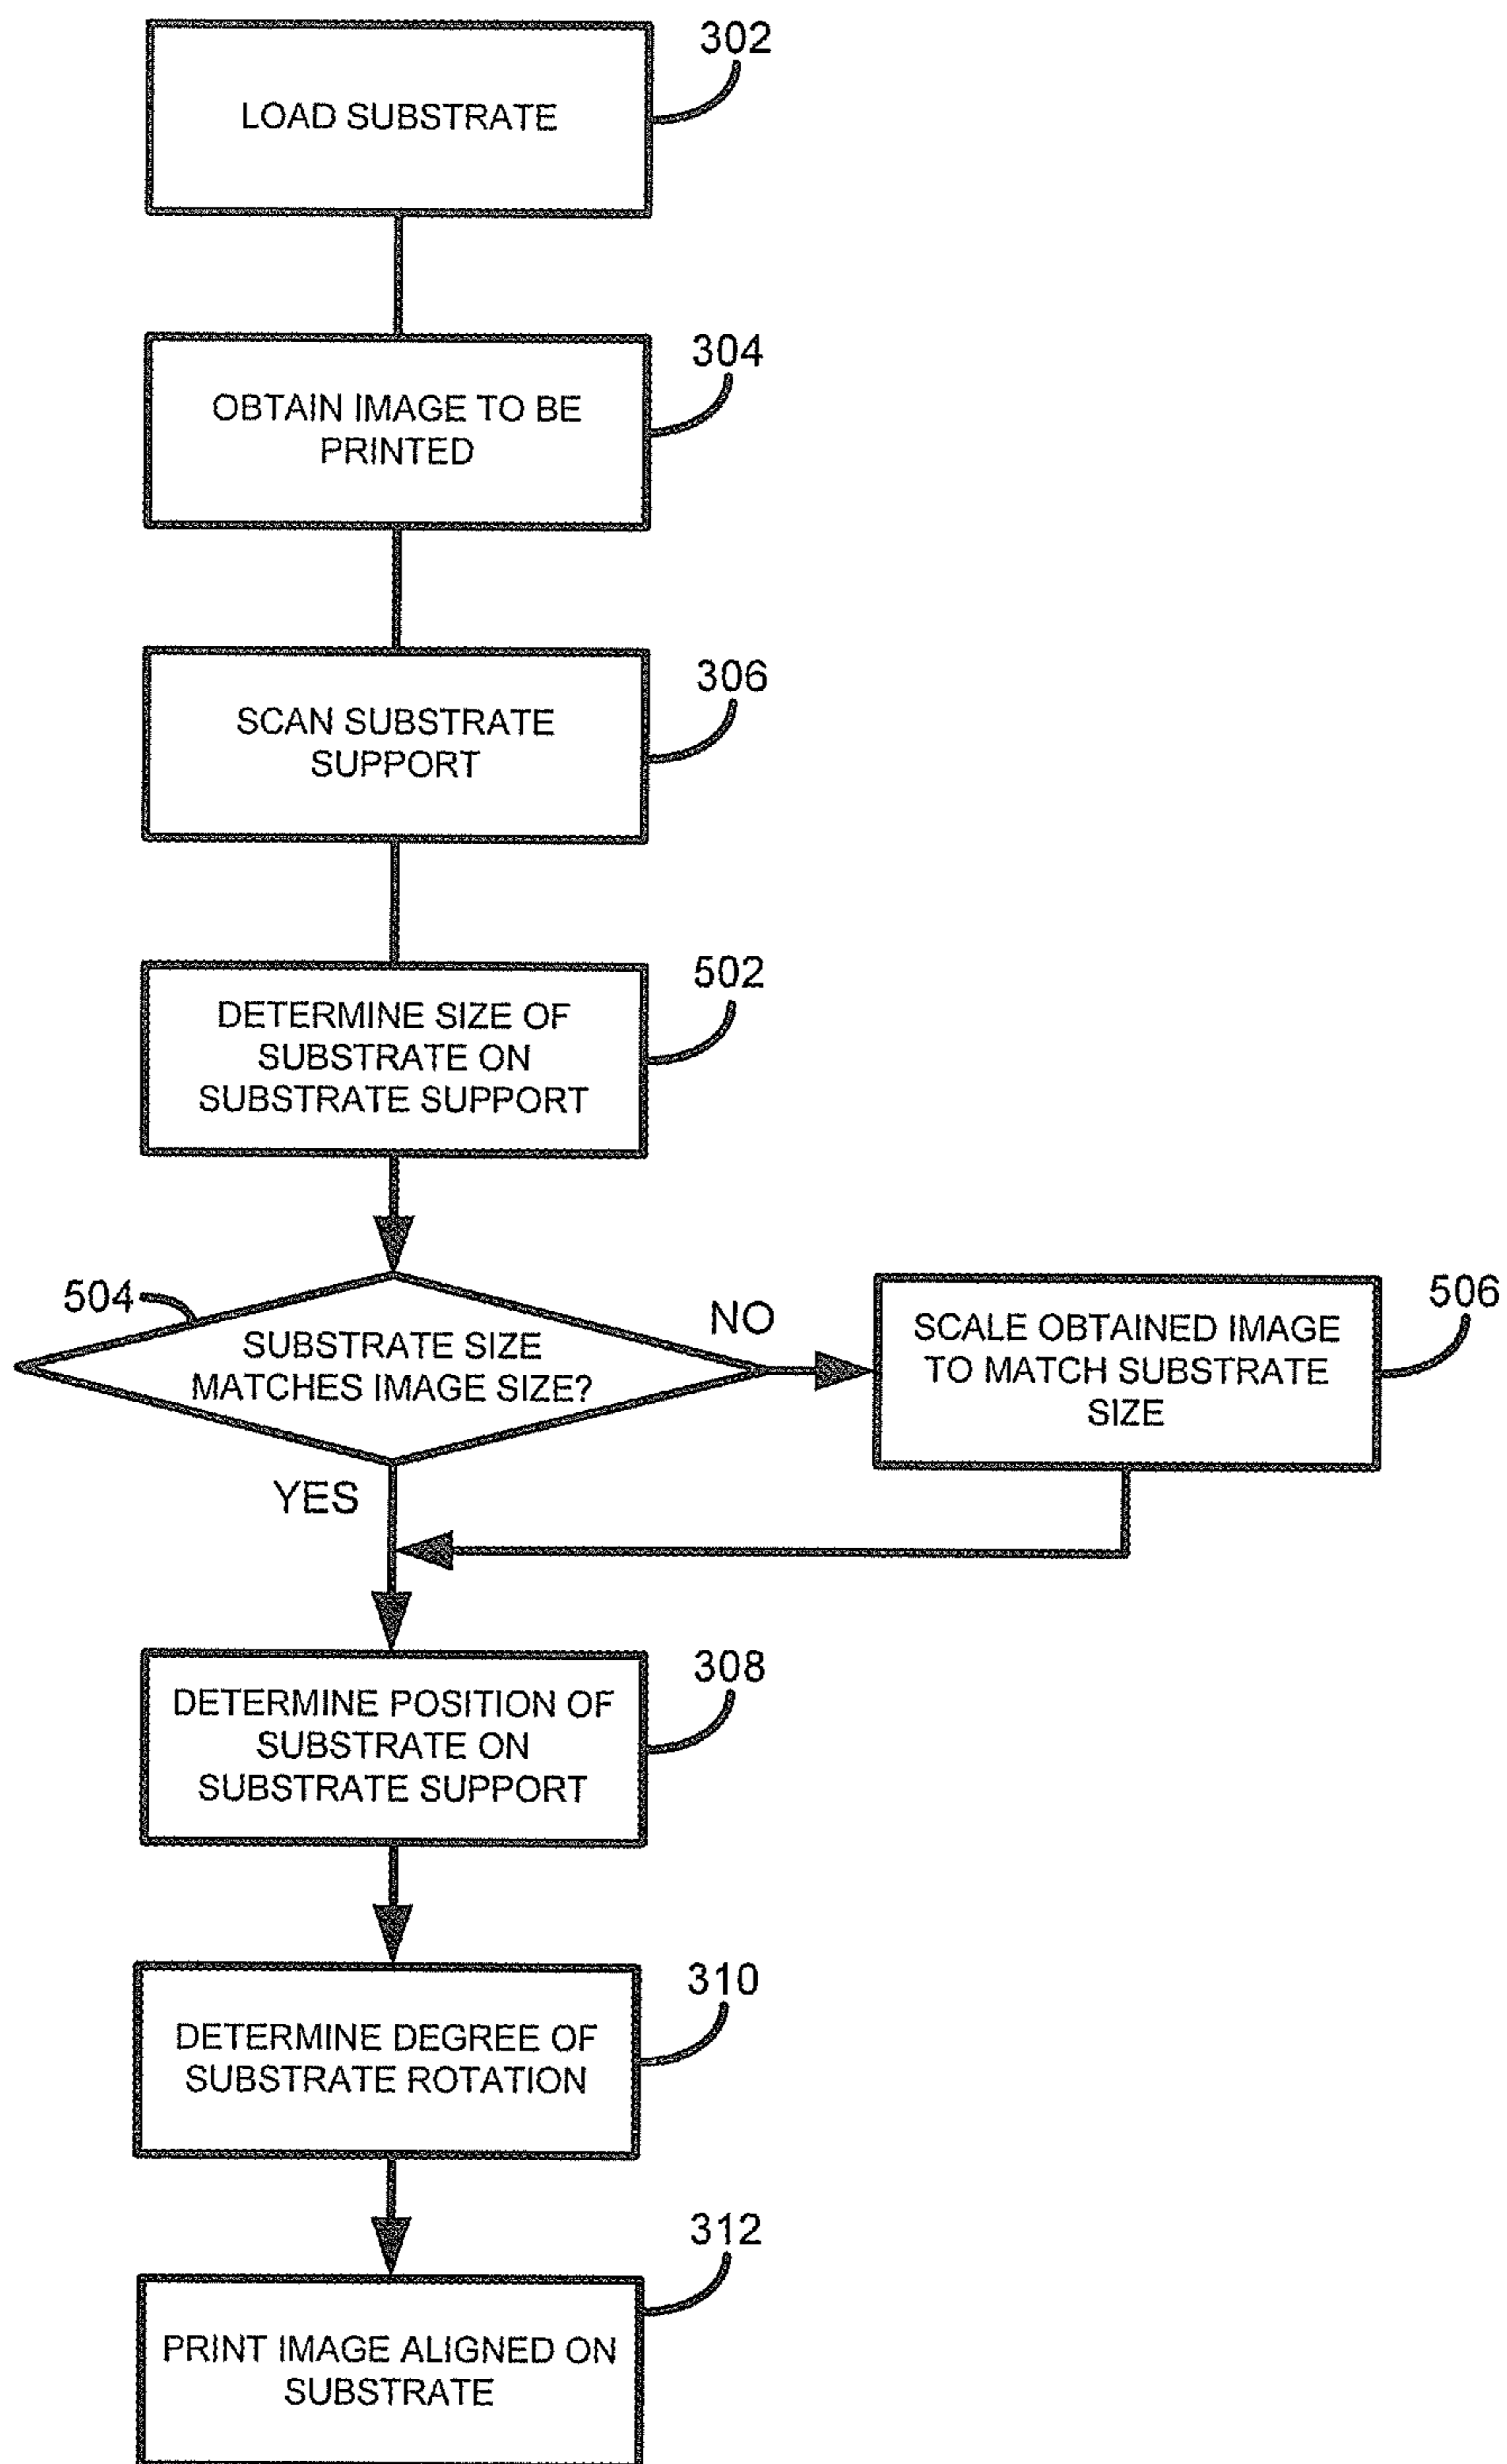 302
LOAD SUBSTRATE
304
OBTAIN IMAGE TO BE
PRINTED
306
SCAN SUBSTRATE
SUPPORT
502
DETERMINE SIZE OF
SUBSTRATE ON
SUBSTRATE SUPPORT
504
SUBSTRATE SIZE
MATCHES IMAGE SIZE?
NO
506
SCALE OBTAINED IMAGE
TO MATCH SUBSTRATE
SIZE
YES
308
DETERMINE POSITION OF
SUBSTRATE ON
SUBSTRATE SUPPORT
310
DETERMINE DEGREE OF
SUBSTRATE ROTATION
312
PRINT IMAGE ALIGNED ON
SUBSTRATE